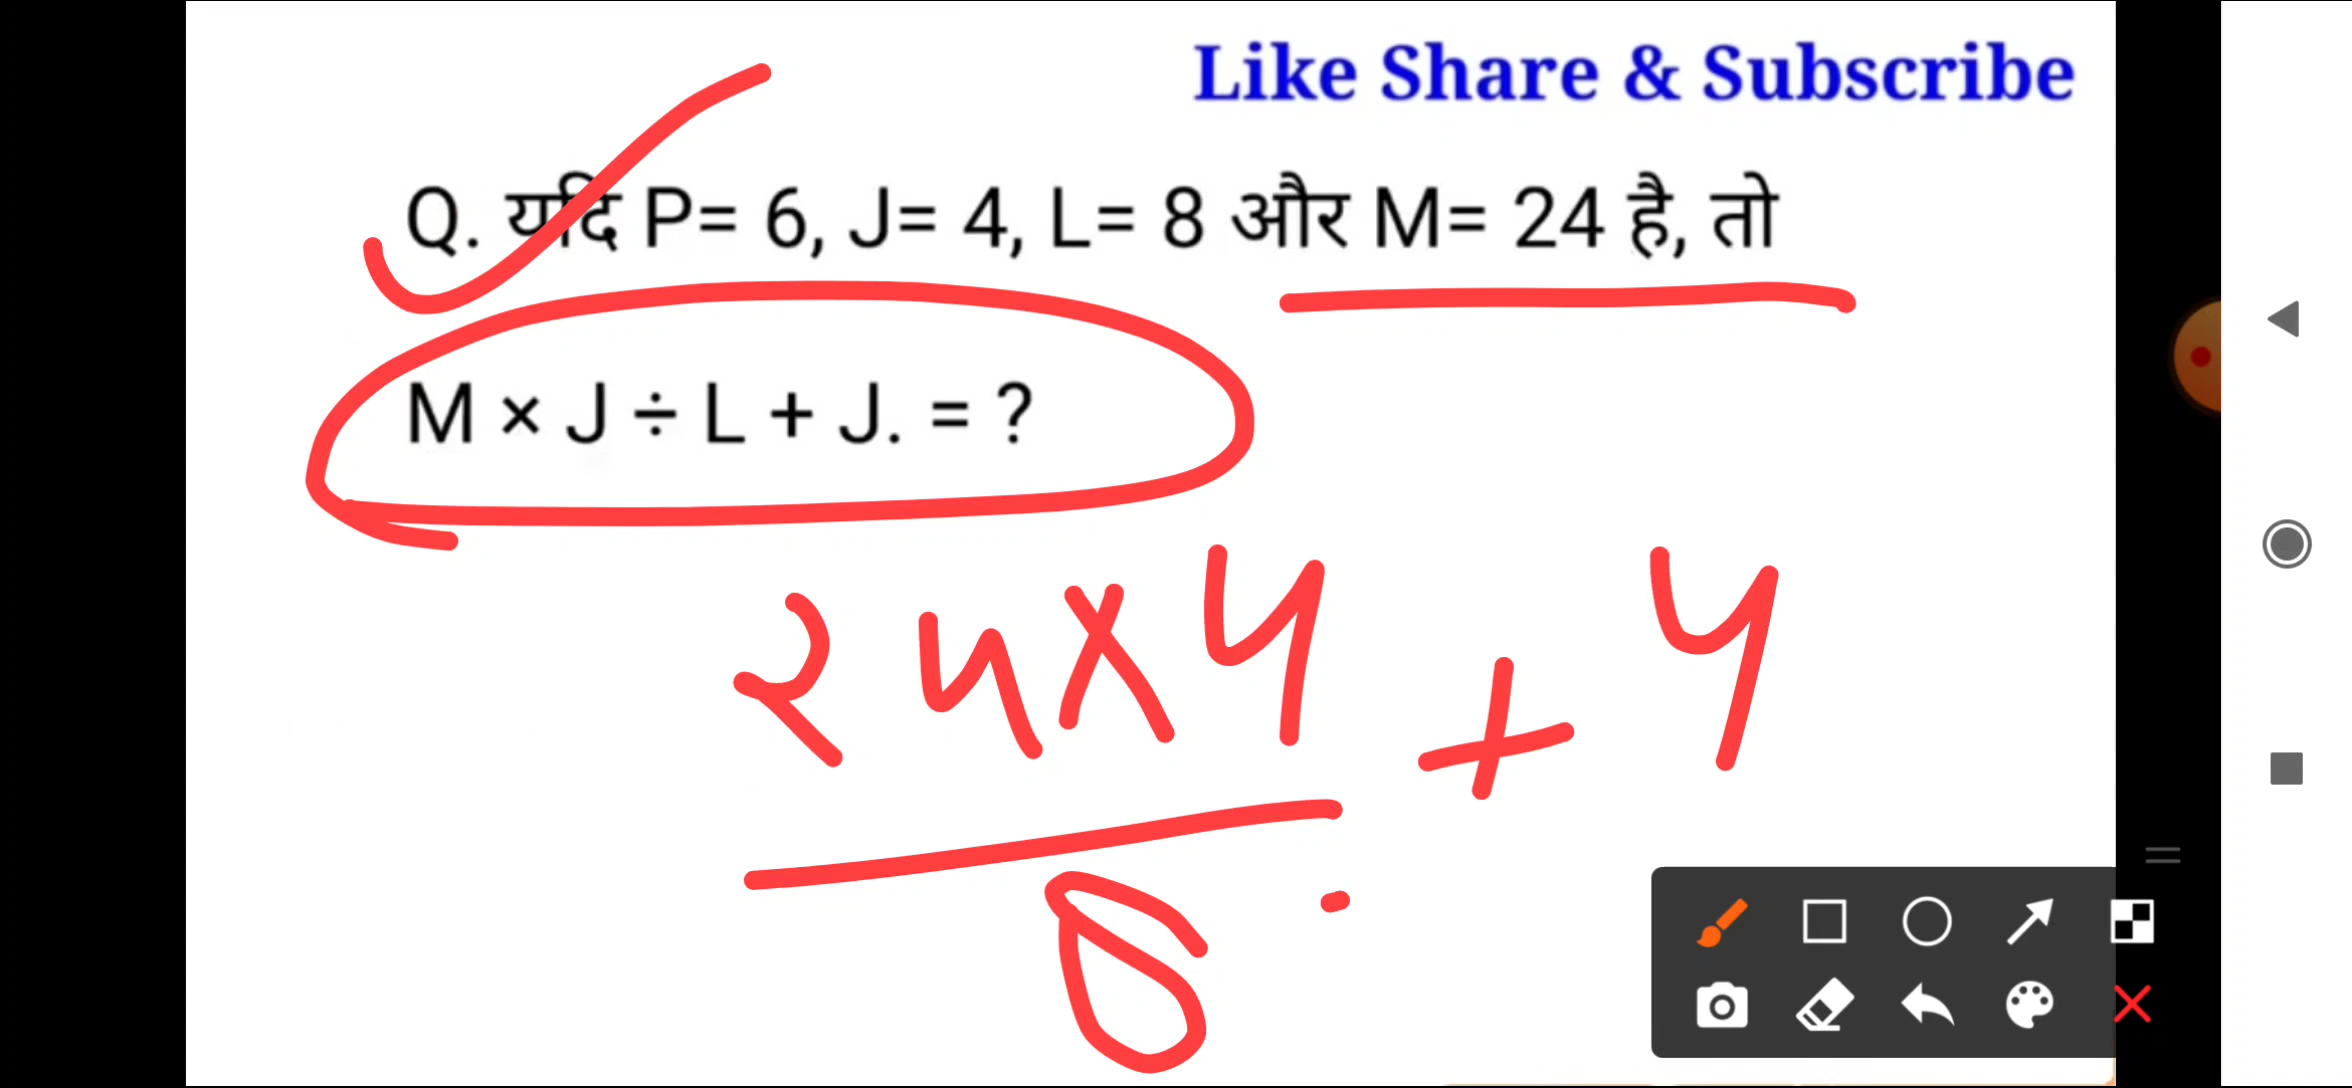 Like Share & Subscribe
Q. यदि P= 6, J= 4, L= 8 और M= 24 है, तो
M × J ÷ L + J. = ?
24 × 4 + 4
8